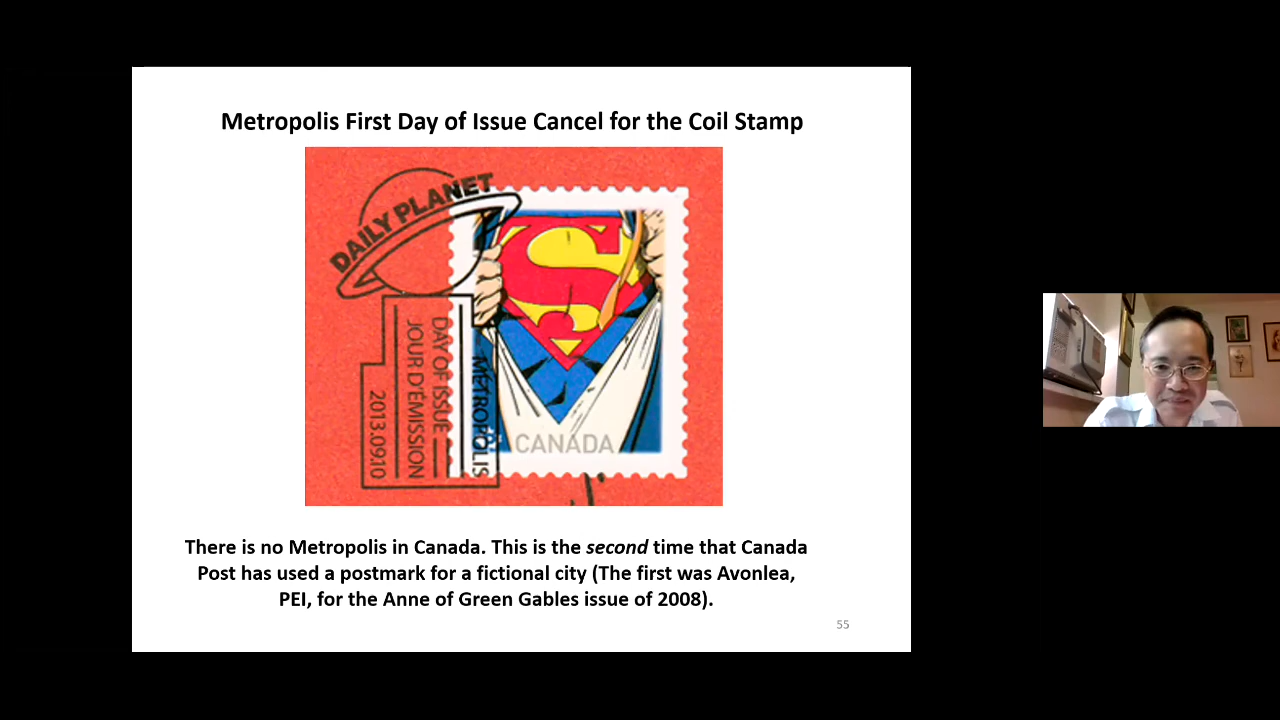 Metropolis First Day of Issue Cancel for the Coil Stamp
DAILY PLANET
METROPOLIS
DAY OF ISSUE
JOUR D'ÉMISSION
2013.09.10
CANADA
There is no Metropolis in Canada. This is the second time that Canada
Post has used a postmark for a fictional city (The first was Avonlea,
PEI, for the Anne of Green Gables issue of 2008).
55